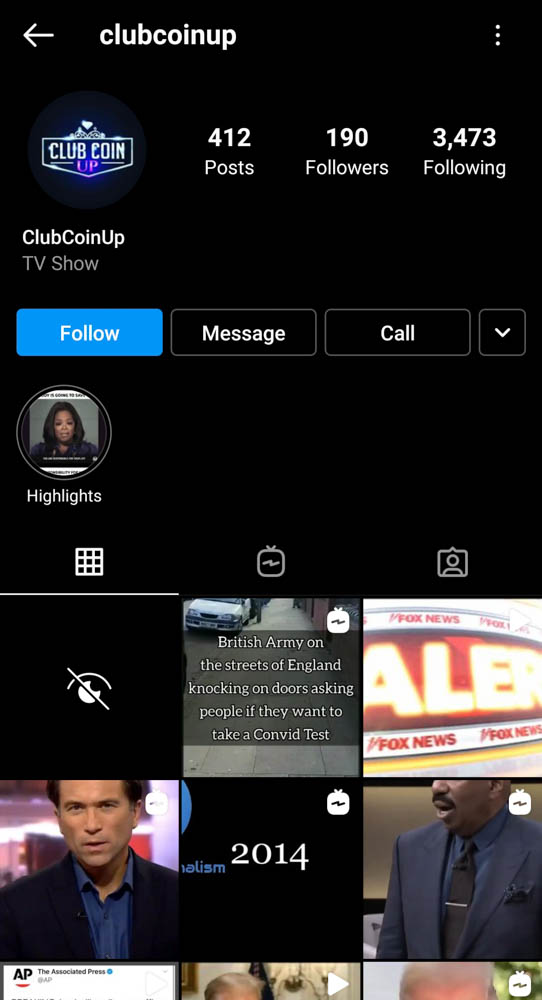 clubcoinup
CLUB COIN
UP
412
190
3,473
Posts
Followers
Following
ClubCoinUp
TV Show
Follow
Message
Call
Highlights
British Army on
the streets of England
knocking on doors asking
people if they want to
take a Convid Test
FOX NEWS
ALER
FOX NEWS
FOX NEWS
nalism
2014
AP
The Associated Press
@AP